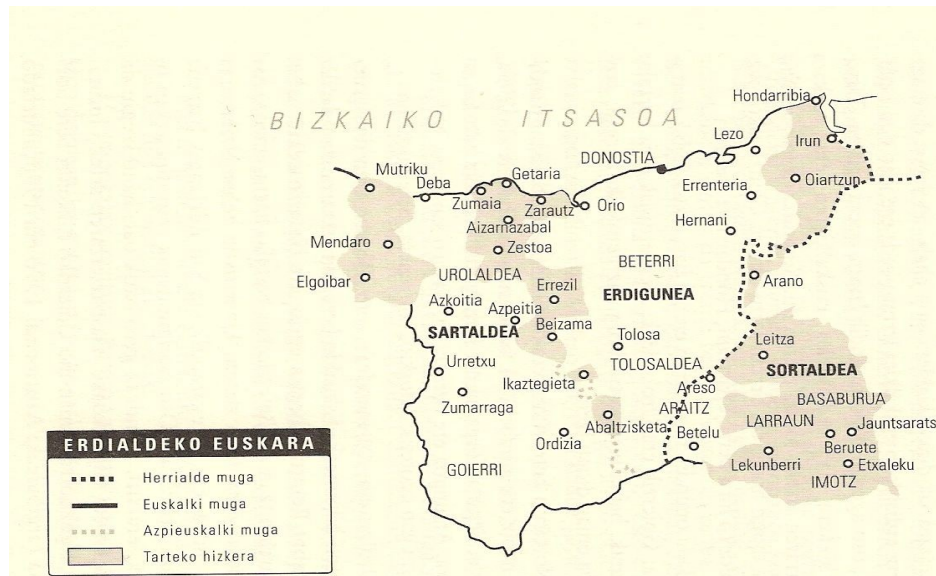 Hondarribia
BIZKAIKO ITSASOA
Lezo
Irun
DONOSTIA
Mutriku
Getaria
Oiartzun
Deba
Errenteria
Zumaia
Zarautz
Orio
Aizarnazabal
Hernani
Mendaro
Zestoa
BETERRI
Elgoibar
UROLALDEA
Errezil
ERDIGUNEA
Arano
Azkoitia
Azpeitia
SARTALDEA
Beizama
Tolosa
Leitza
Urretxu
TOLOSALDEA
SORTALDEA
Ikaztegieta
Areso
Zumarraga
BASABURUA
ARAITZ
Abaltzisketa
LARRAUN
Jauntsarats
Ordizia
Betelu
Beruete
GOIERRI
Lekunberri
Etxaleku
IMOTZ
ERDIALDEKO EUSKARA
Herrialde muga
Euskalki muga
Azpieuskalki muga
Tarteko hizkera